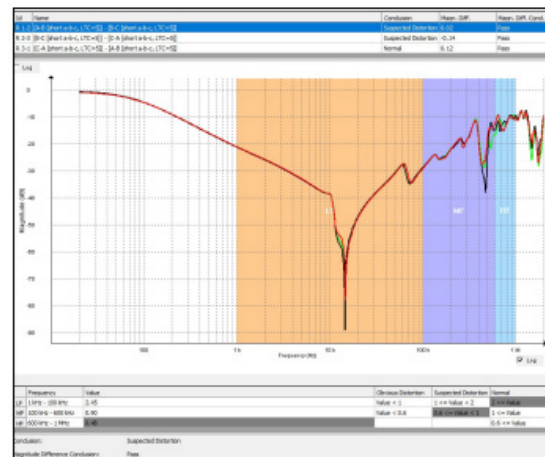 Id Name Conclusion Magn. Diff. Magn. Diff. Cond.
R 1-2 [A-B [short a-b-c, LTC=5]] - [B-C [short a-b-c, LTC=5]] Suspected Distortion 0.02 Pass
R 2-3 [B-C [short a-b-c, LTC=5]] - [C-A [short a-b-c, LTC=5]] Suspected Distortion -0.14 Pass
R 3-1 [C-A [short a-b-c, LTC=5]] - [A-B [short a-b-c, LTC=5]] Normal 0.12 Pass
Log
0
-10
-20
-30
-40
-50
-60
-70
-80
Magnitude (dB)
LF MF HF
100 1 k 10 k 100 k 1 M
Frequency (Hz)
Log
Frequency Value Obvious Distortion Suspected Distortion Normal
LF 1 kHz - 100 kHz 2.45 Value < 1 1 <= Value < 2 2 <= Value
MF 100 kHz - 600 kHz 0.90 Value < 0.6 0.6 <= Value < 1 1 <= Value
HF 600 kHz - 1 MHz 0.6 <= Value
Conclusion: Suspected Distortion
Magnitude Difference Conclusion: Pass